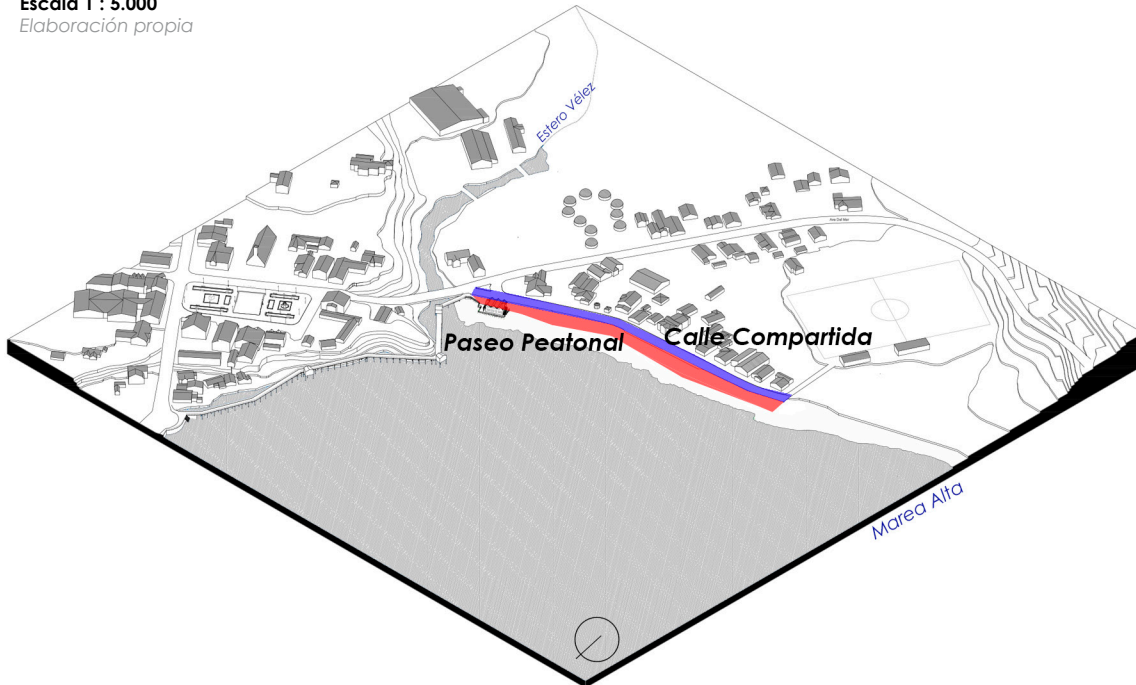 Escala 1 : 5.000
Elaboración propia
Estero Vélez
Paseo Peatonal
Calle Compartida
Marea Alta